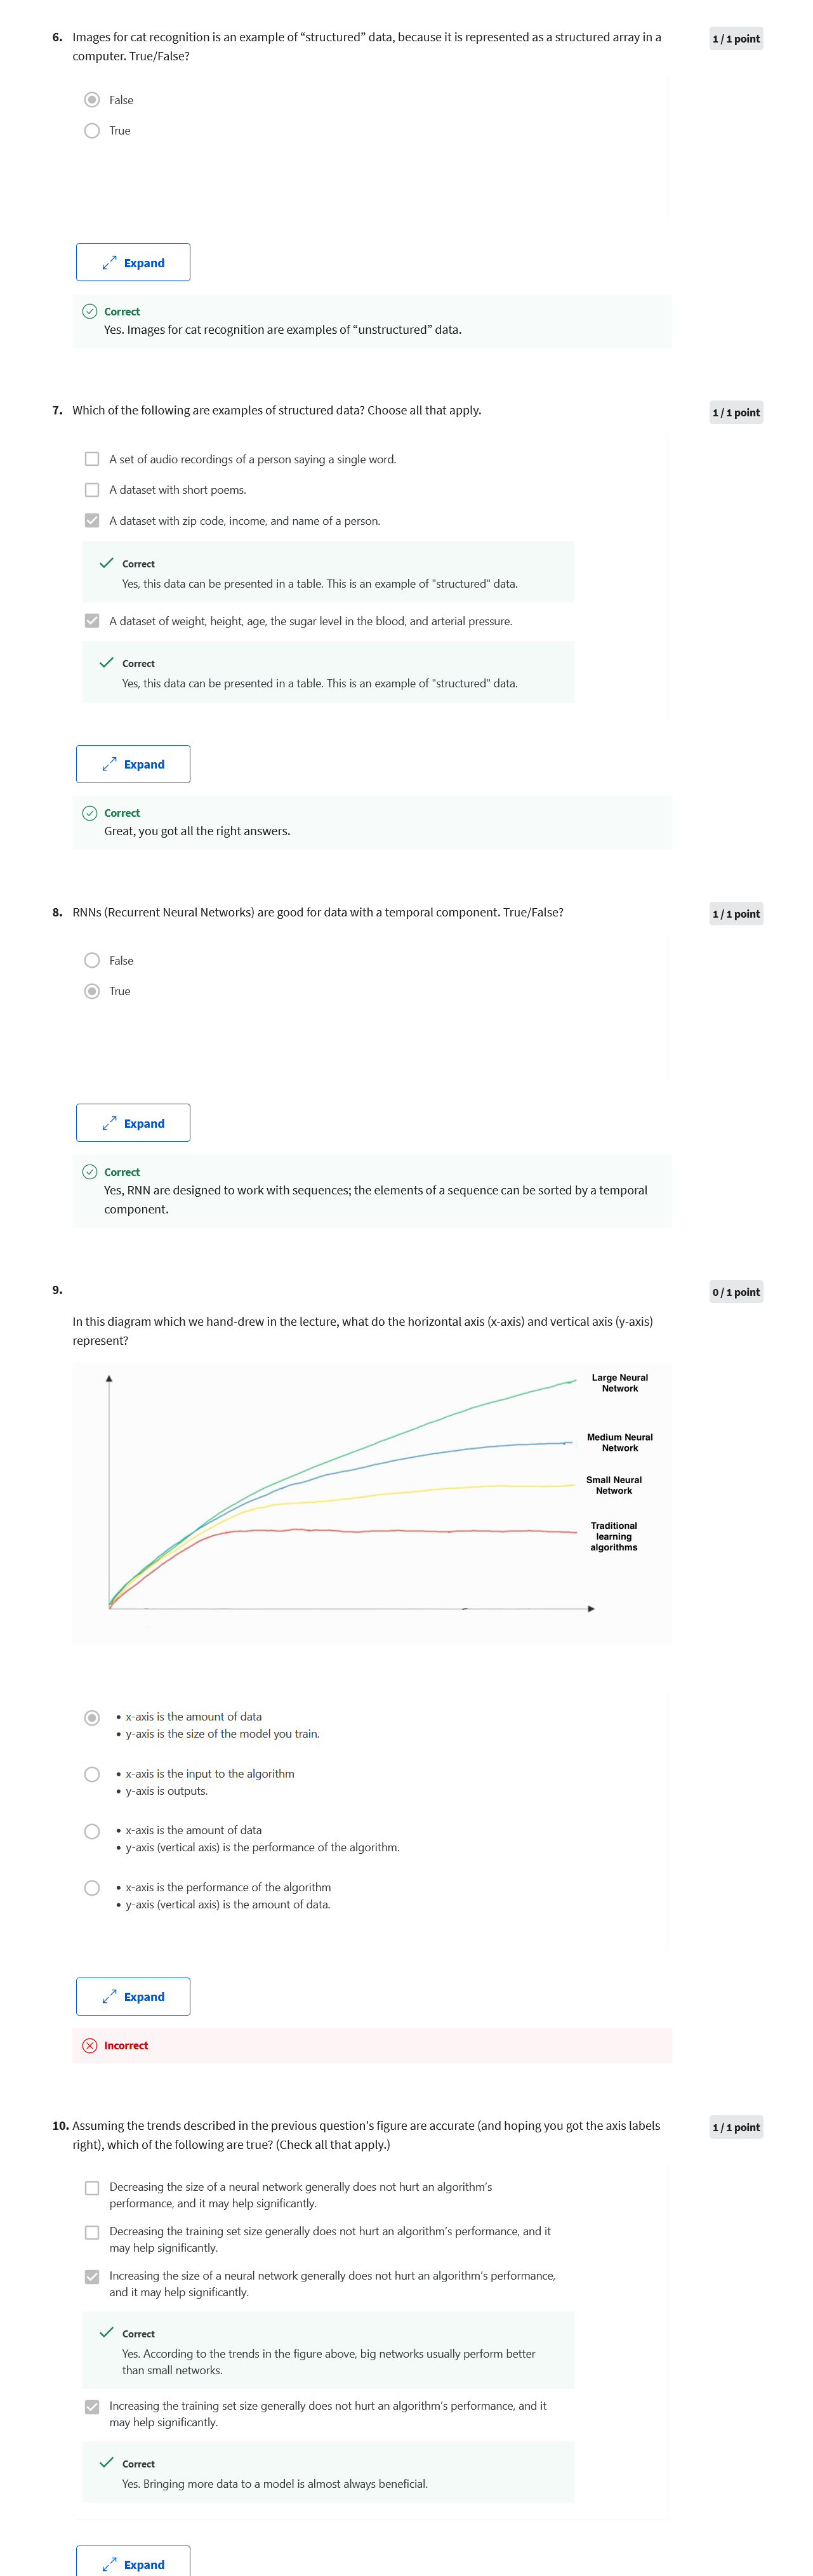 6. Images for cat recognition is an example of “structured” data, because it is represented as a structured array in a
computer. True/False?
1 / 1 point
False
True
Expand
Correct
Yes. Images for cat recognition are examples of “unstructured” data.
7. Which of the following are examples of structured data? Choose all that apply.
1 / 1 point
A set of audio recordings of a person saying a single word.
A dataset with short poems.
A dataset with zip code, income, and name of a person.
Correct
Yes, this data can be presented in a table. This is an example of "structured" data.
A dataset of weight, height, age, the sugar level in the blood, and arterial pressure.
Correct
Yes, this data can be presented in a table. This is an example of "structured" data.
Expand
Correct
Great, you got all the right answers.
8. RNNs (Recurrent Neural Networks) are good for data with a temporal component. True/False?
1 / 1 point
False
True
Expand
Correct
Yes, RNN are designed to work with sequences; the elements of a sequence can be sorted by a temporal
component.
9.
0 / 1 point
In this diagram which we hand-drew in the lecture, what do the horizontal axis (x-axis) and vertical axis (y-axis)
represent?
Large Neural
Network
Medium Neural
Network
Small Neural
Network
Traditional
learning
algorithms
• x-axis is the amount of data
• y-axis is the size of the model you train.
• x-axis is the input to the algorithm
• y-axis is outputs.
• x-axis is the amount of data
• y-axis (vertical axis) is the performance of the algorithm.
• x-axis is the performance of the algorithm
• y-axis (vertical axis) is the amount of data.
Expand
Incorrect
10. Assuming the trends described in the previous question's figure are accurate (and hoping you got the axis labels
right), which of the following are true? (Check all that apply.)
1 / 1 point
Decreasing the size of a neural network generally does not hurt an algorithm’s
performance, and it may help significantly.
Decreasing the training set size generally does not hurt an algorithm’s performance, and it
may help significantly.
Increasing the size of a neural network generally does not hurt an algorithm’s performance,
and it may help significantly.
Correct
Yes. According to the trends in the figure above, big networks usually perform better
than small networks.
Increasing the training set size generally does not hurt an algorithm’s performance, and it
may help significantly.
Correct
Yes. Bringing more data to a model is almost always beneficial.
Expand